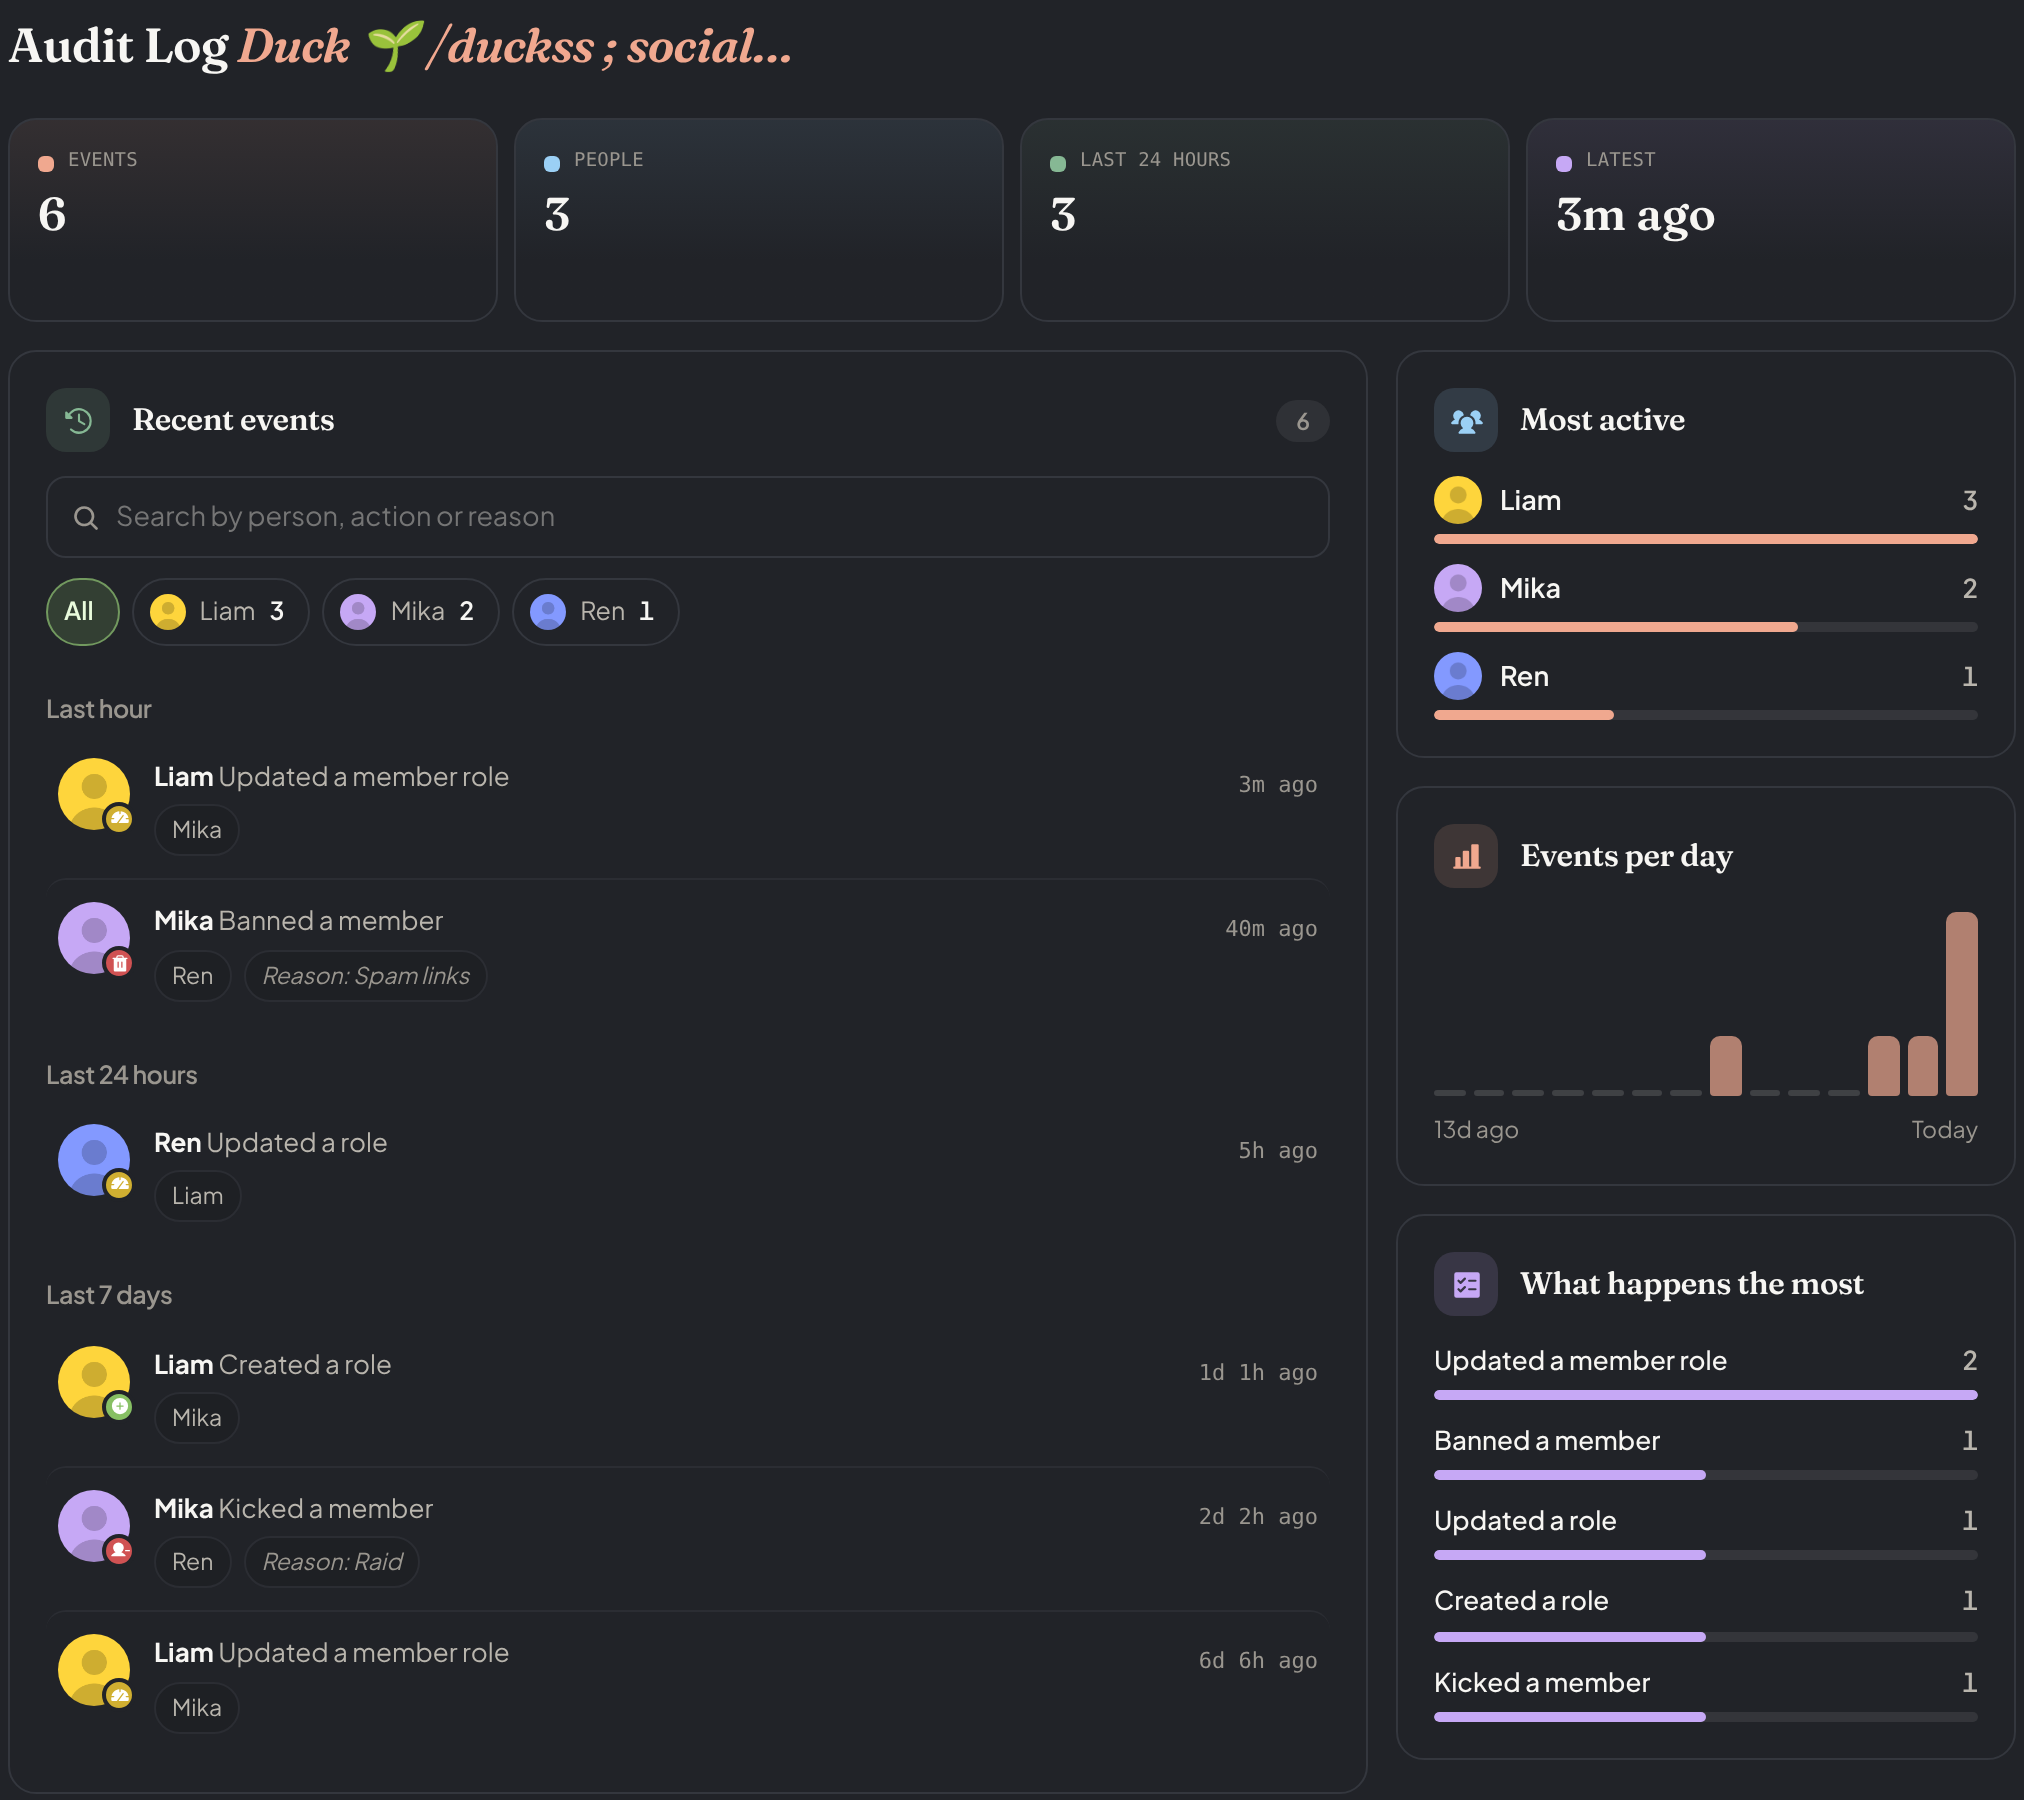 Audit Log Duck 🌱/duckss ; social...
EVENTS
6
PEOPLE
3
LAST 24 HOURS
3
LATEST
3m ago
Recent events
6
Search by person, action or reason
All
Liam 3
Mika 2
Ren 1
Last hour
Liam Updated a member role
3m ago
Mika
Mika Banned a member
40m ago
Ren
Reason: Spam links
Last 24 hours
Ren Updated a role
5h ago
Liam
Last 7 days
Liam Created a role
1d 1h ago
Mika
Mika Kicked a member
2d 2h ago
Ren
Reason: Raid
Liam Updated a member role
6d 6h ago
Mika
Most active
Liam 3
Mika 2
Ren 1
Events per day
13d ago
Today
What happens the most
Updated a member role 2
Banned a member 1
Updated a role 1
Created a role 1
Kicked a member 1